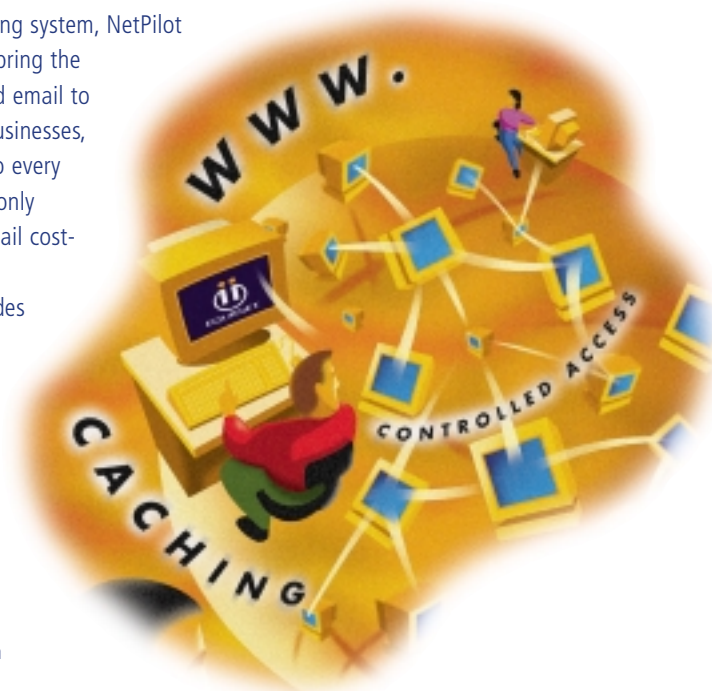 ng system, NetPilot
oring the
d email to
usinesses,
o every
only
ail cost-
des
WWW.
CONTROLLED ACCESS
CACHING